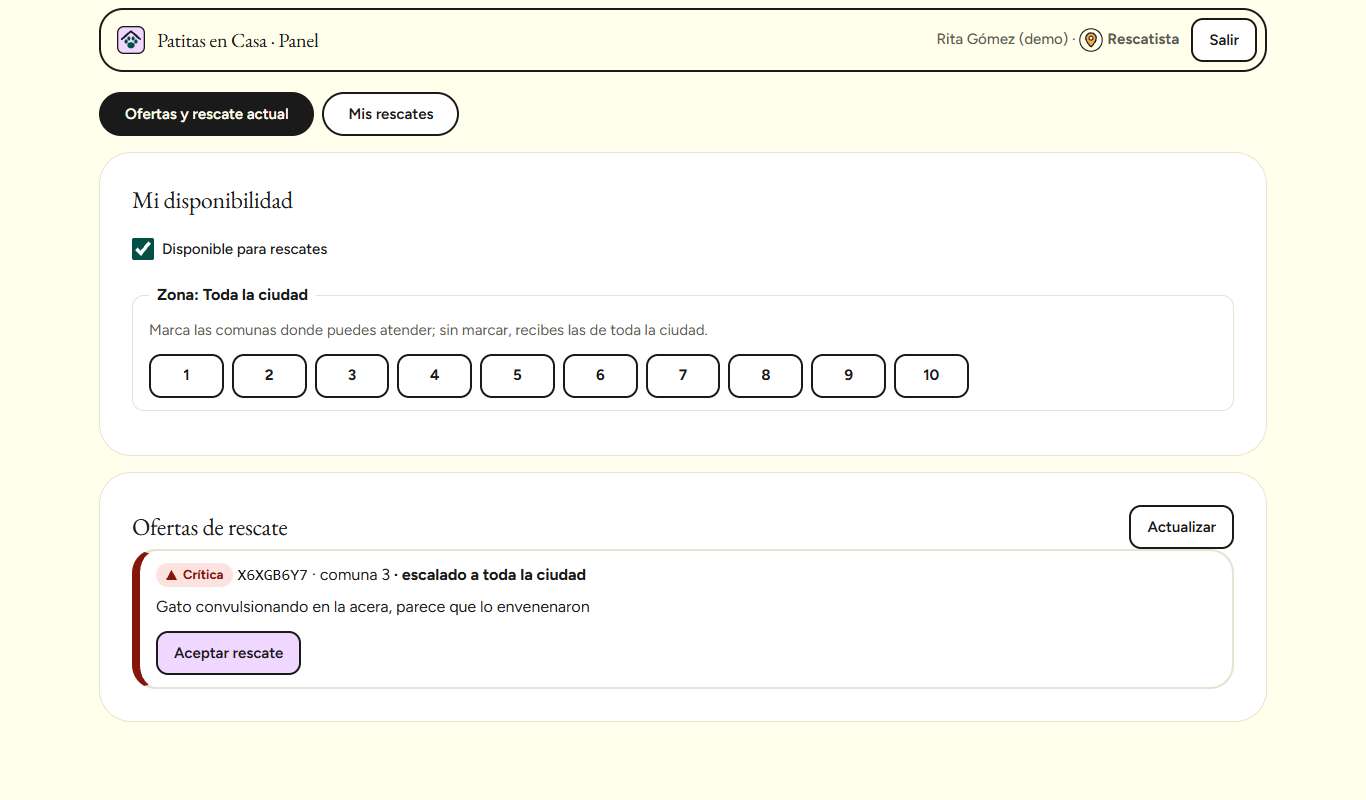 Patitas en Casa · Panel
Rita Gómez (demo) · Rescatista
Salir
Ofertas y rescate actual
Mis rescates
Mi disponibilidad
Disponible para rescates
Zona: Toda la ciudad
Marca las comunas donde puedes atender; sin marcar, recibes las de toda la ciudad.
1 2 3 4 5 6 7 8 9 10
Ofertas de rescate
Actualizar
Crítica X6XGB6Y7 · comuna 3 · escalado a toda la ciudad
Gato convulsionando en la acera, parece que lo envenenaron
Aceptar rescate